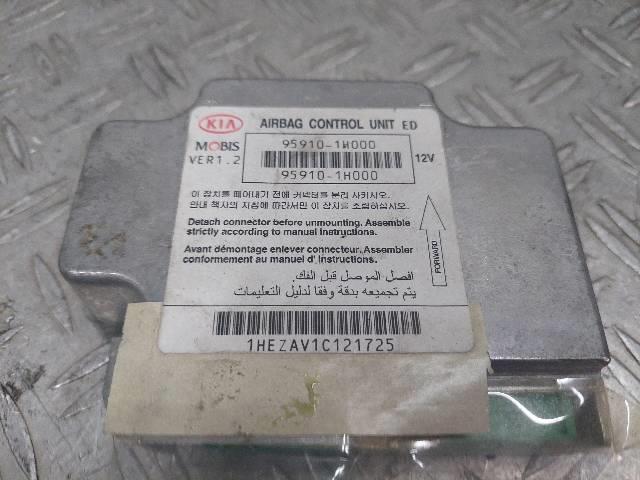 KIA AIRBAG CONTROL UNIT ED
MOBIS 95910-1H000
VER1.2 12V
95910-1H000
이 장치를 떼어내기 전에 커넥터를 분리 사키시오.
안내 책자의 지침에 따라서만 이 장치를 조립하십시오.
Detach connector before unmounting. Assemble
strictly according to manual instructions.
Avant démontage enlever connecteur. Assembler
conformement au manuel d'instructions.
FORWARD
افصل الموصل قبل الفك.
يتم تجميعه بدقة وفقا لدليل التعليمات
1HEZAV1C121725